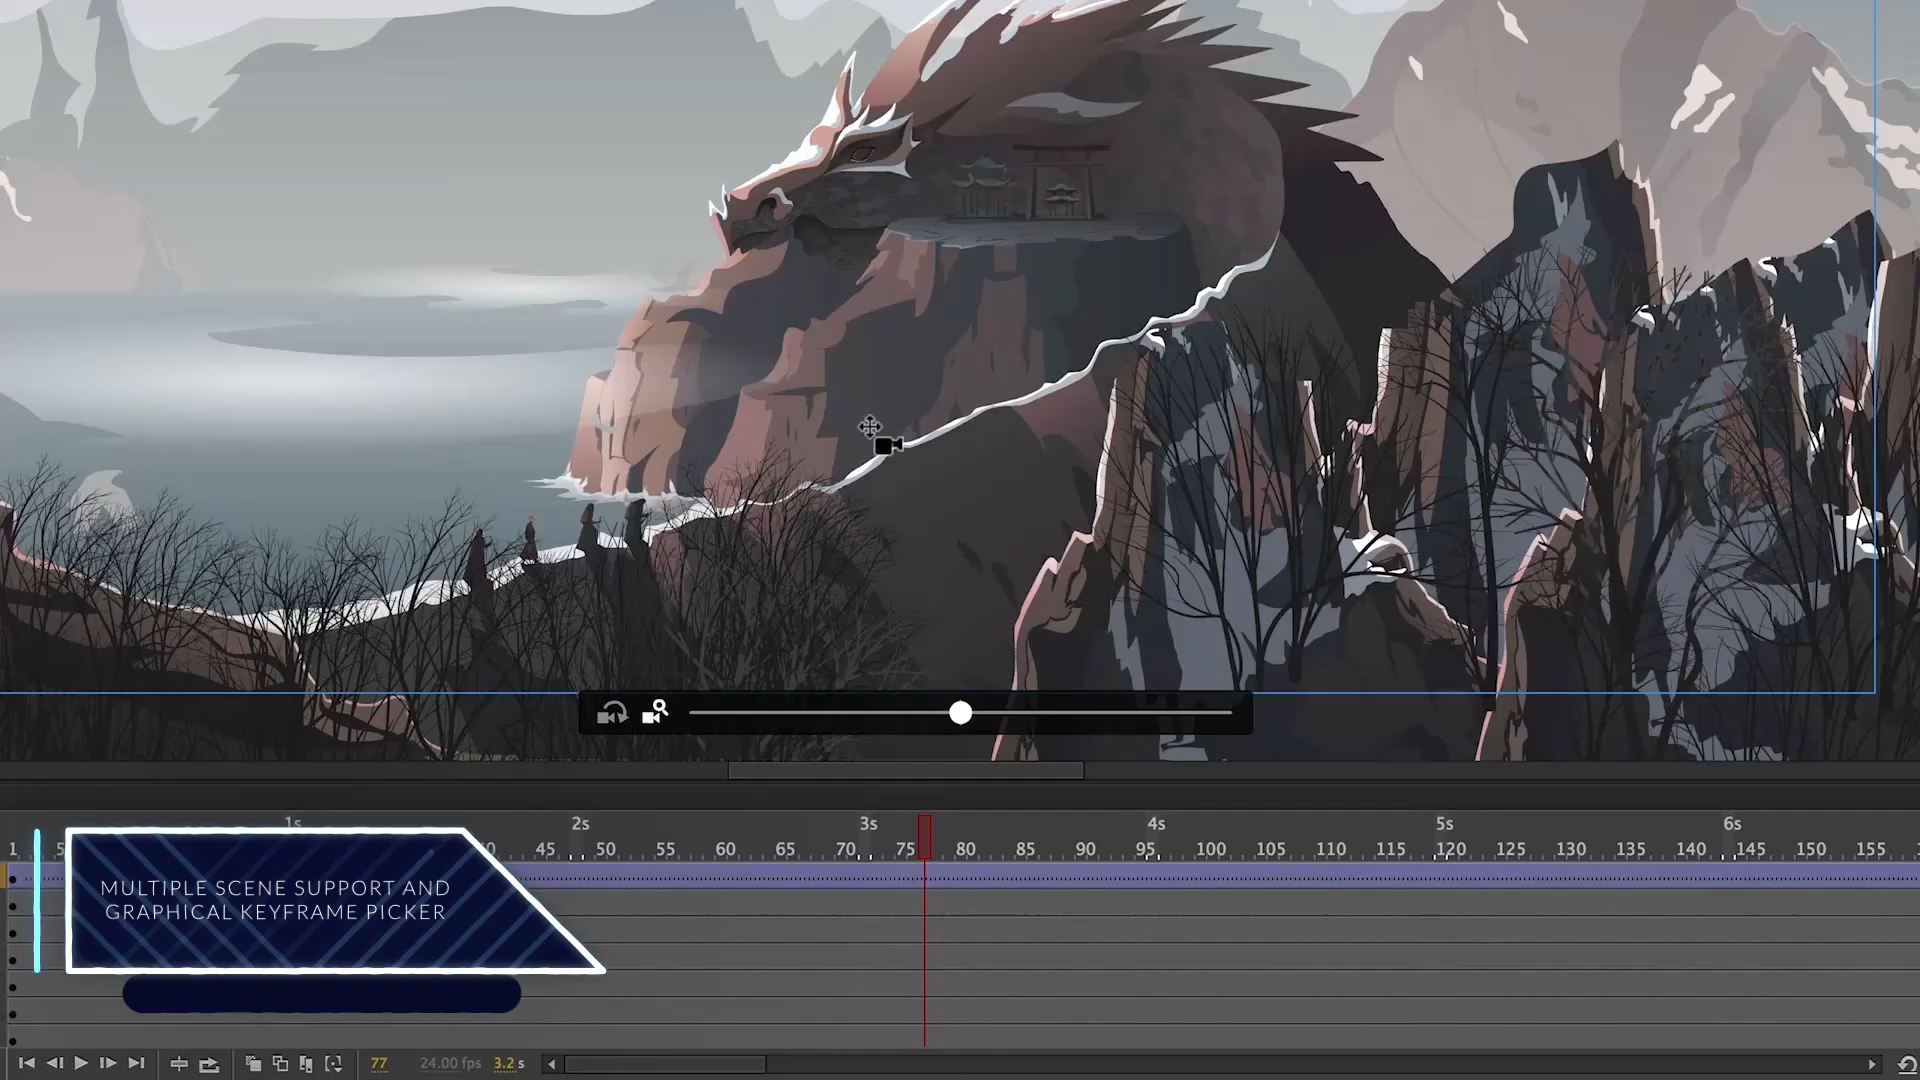 1s 2s 3s 4s 5s 6s
1 5 45 50 55 60 65 70 75 80 85 90 95 100 105 110 115 120 125 130 135 140 145 150 155
MULTIPLE SCENE SUPPORT AND
GRAPHICAL KEYFRAME PICKER
77 24.00 fps 3.2 s